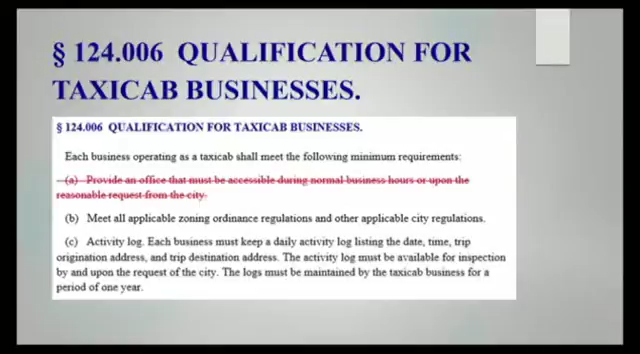 § 124.006 QUALIFICATION FOR
TAXICAB BUSINESSES.
§ 124.006 QUALIFICATION FOR TAXICAB BUSINESSES.
Each business operating as a taxicab shall meet the following minimum requirements:
(a) Provide an office that must be accessible during normal business hours or upon the
reasonable request from the city.
(b) Meet all applicable zoning ordinance regulations and other applicable city regulations.
(c) Activity log. Each business must keep a daily activity log listing the date, time, trip
origination address, and trip destination address. The activity log must be available for inspection
by and upon the request of the city. The logs must be maintained by the taxicab business for a
period of one year.